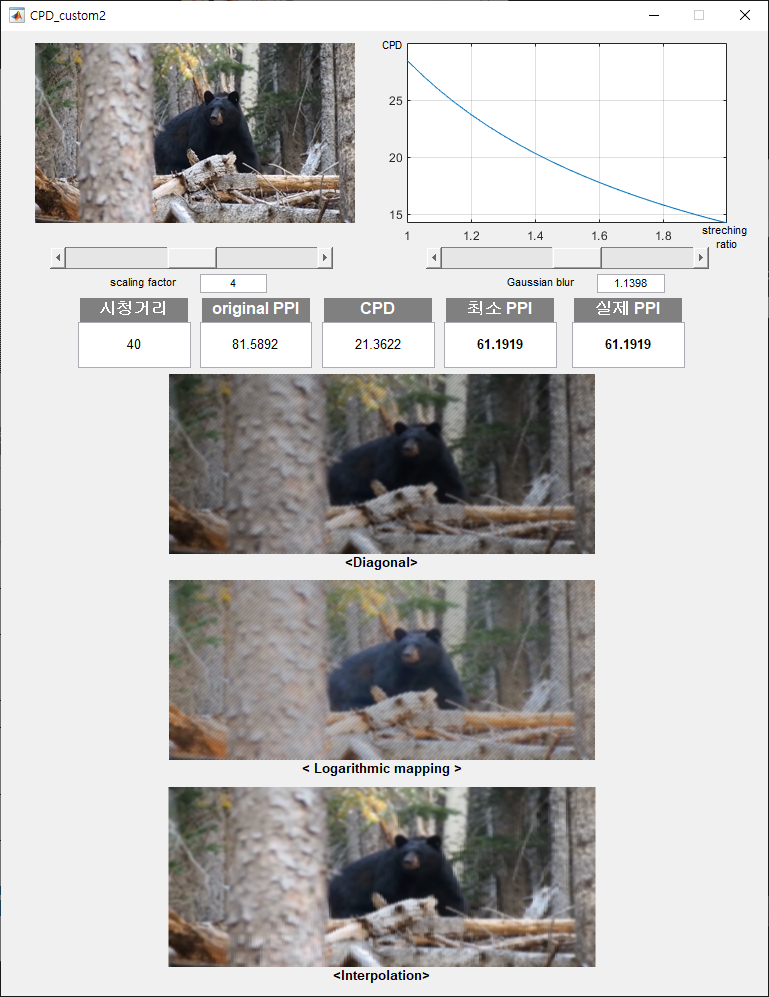 CPD_custom2
CPD
25
20
15
1 1.2 1.4 1.6 1.8
streching
ratio
scaling factor 4
Gaussian blur 1.1398
시청거리 original PPI CPD 최소 PPI 실제 PPI
40 81.5892 21.3622 61.1919 61.1919
<Diagonal>
< Logarithmic mapping >
<Interpolation>